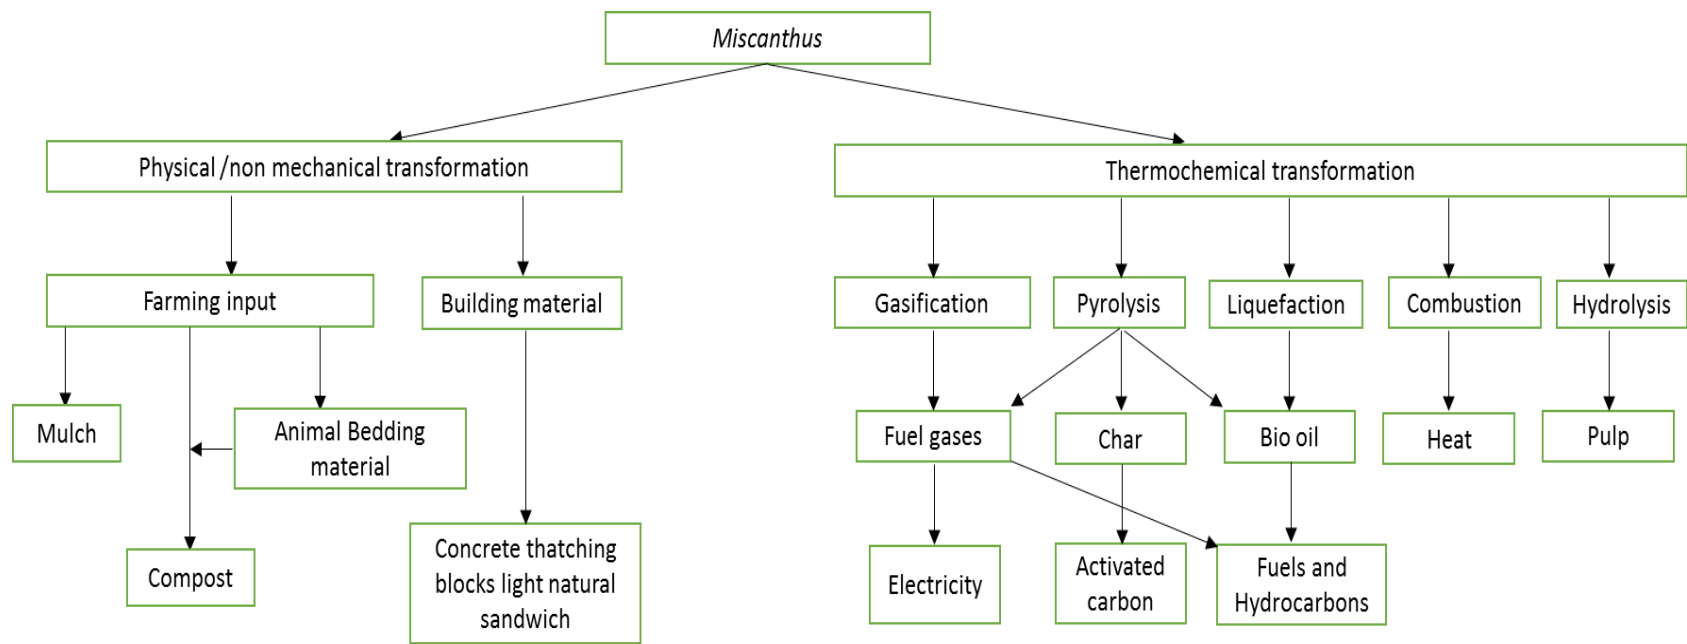 Miscanthus
Physical /non mechanical transformation
Thermochemical transformation
Farming input
Building material
Gasification
Pyrolysis
Liquefaction
Combustion
Hydrolysis
Mulch
Animal Bedding
material
Fuel gases
Char
Bio oil
Heat
Pulp
Compost
Concrete thatching
blocks light natural
sandwich
Electricity
Activated
carbon
Fuels and
Hydrocarbons